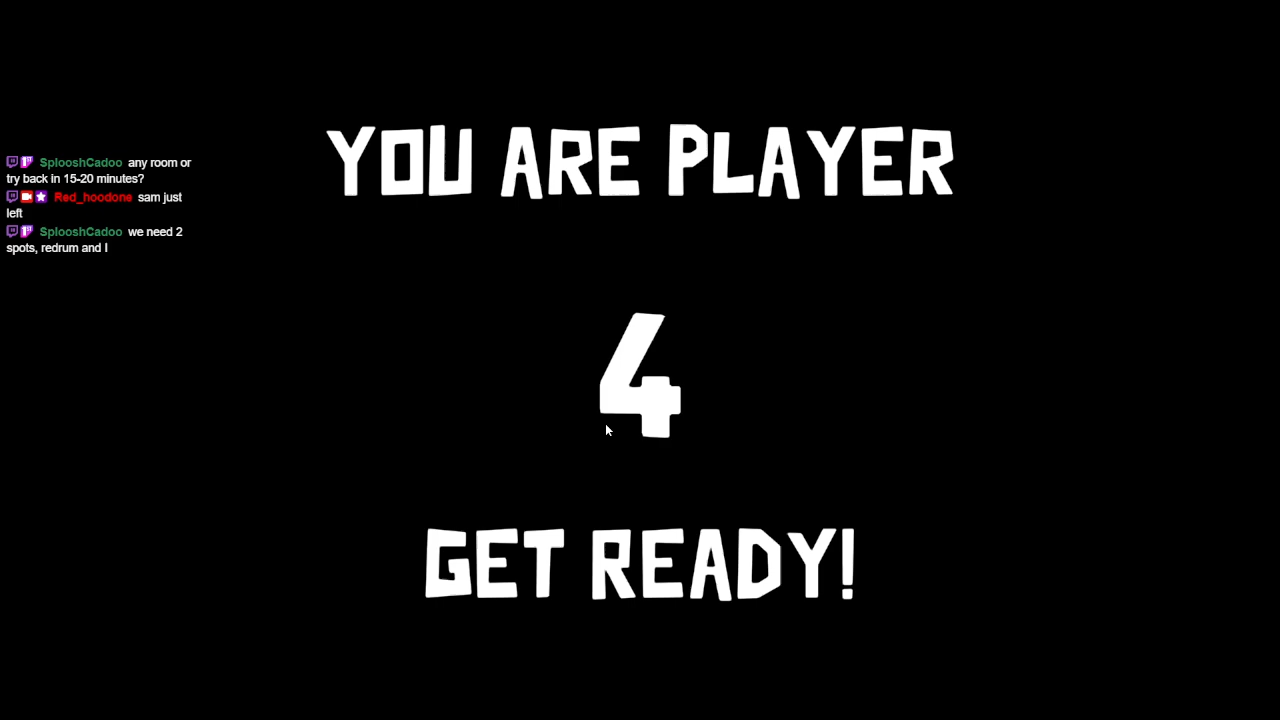 YOU ARE PLAYER
SplooshCadoo any room or
try back in 15-20 minutes?
Red_hoodone sam just
left
SplooshCadoo we need 2
spots, redrum and I
4
GET READY!